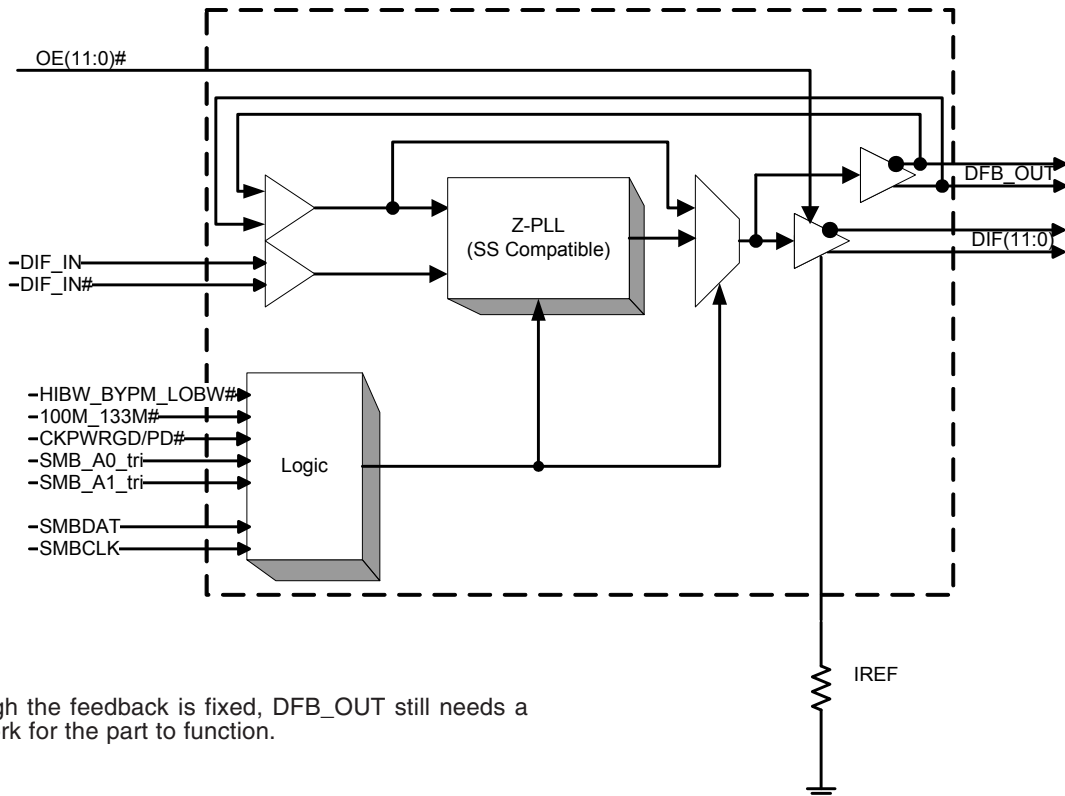 OE(11:0)#
DFB_OUT
Z-PLL
(SS Compatible)
DIF(11:0)
DIF_IN
DIF_IN#
HIBW_BYPM_LOBW#
100M_133M#
CKPWRGD/PD#
SMB_A0_tri
SMB_A1_tri
Logic
SMBDAT
SMBCLK
IREF
the feedback is fixed, DFB_OUT still needs a
for the part to function.